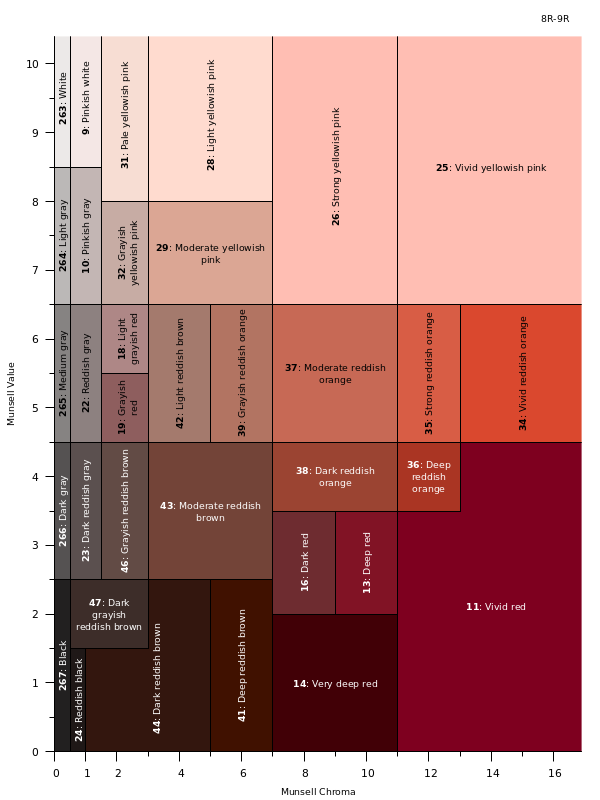 8R-9R
Munsell Value
10
9
8
7
6
5
4
3
2
1
0
263: White
9: Pinkish white
31: Pale yellowish pink
28: Light yellowish pink
26: Strong yellowish pink
25: Vivid yellowish pink
264: Light gray
10: Pinkish gray
32: Grayish
yellowish pink
29: Moderate yellowish
pink
265: Medium gray
22: Reddish gray
18: Light
grayish red
19: Grayish
red
42: Light reddish brown
39: Grayish reddish orange
37: Moderate reddish
orange
35: Strong reddish orange
34: Vivid reddish orange
266: Dark gray
23: Dark reddish gray
46: Grayish reddish brown
43: Moderate reddish
brown
38: Dark reddish
orange
36: Deep
reddish
orange
16: Dark red
13: Deep red
11: Vivid red
267: Black
47: Dark
grayish
reddish brown
24: Reddish black
44: Dark reddish brown
41: Deep reddish brown
14: Very deep red
0
1
2
4
6
8
10
12
14
16
Munsell Chroma